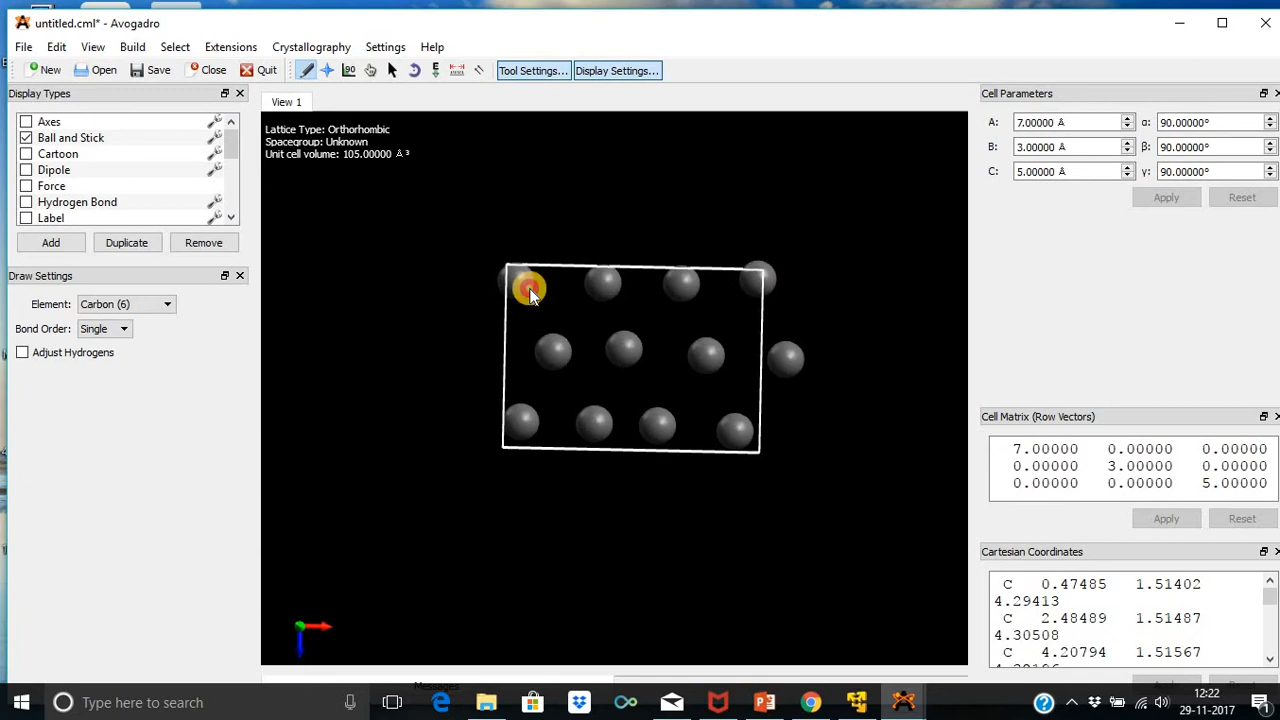 untitled.cml* - Avogadro
File Edit View Build Select Extensions Crystallography Settings Help
New Open Save Close Quit Tool Settings... Display Settings...
Display Types
Axes
Ball and Stick
Cartoon
Dipole
Force
Hydrogen Bond
Label
Add Duplicate Remove
Draw Settings
Element: Carbon (6)
Bond Order: Single
Adjust Hydrogens
View 1
Lattice Type: Orthorhombic
Spacegroup: Unknown
Unit cell volume: 105.00000 Å³
Cell Parameters
A: 7.00000 Å α: 90.00000°
B: 3.00000 Å β: 90.00000°
C: 5.00000 Å γ: 90.00000°
Apply Reset
Cell Matrix (Row Vectors)
7.00000 0.00000 0.00000
0.00000 3.00000 0.00000
0.00000 0.00000 5.00000
Apply Reset
Cartesian Coordinates
C 0.47485 1.51402
4.29413
C 2.48489 1.51487
4.30508
C 4.20794 1.51567
Messages
Type here to search
12:22
29-11-2017